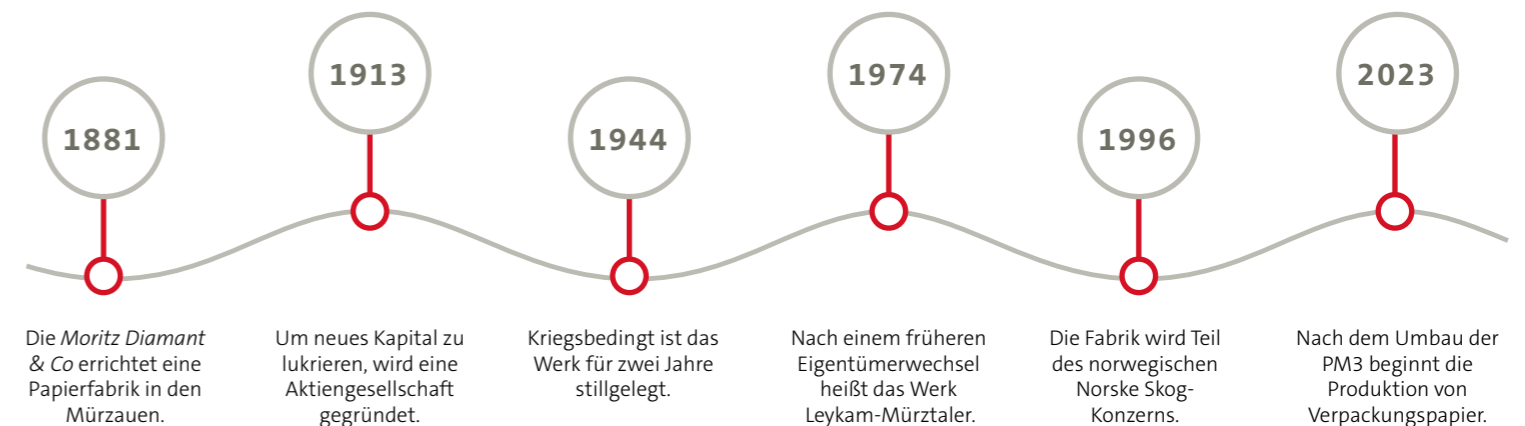 1881
Die Moritz Diamant
& Co errichtet eine
Papierfabrik in den
Mürzauen.
1913
Um neues Kapital zu
lukrieren, wird eine
Aktiengesellschaft
gegründet.
1944
Kriegsbedingt ist das
Werk für zwei Jahre
stillgelegt.
1974
Nach einem früheren
Eigentümerwechsel
heißt das Werk
Leykam-Mürztaler.
1996
Die Fabrik wird Teil
des norwegischen
Norske Skog-
Konzerns.
2023
Nach dem Umbau der
PM3 beginnt die
Produktion von
Verpackungspapier.